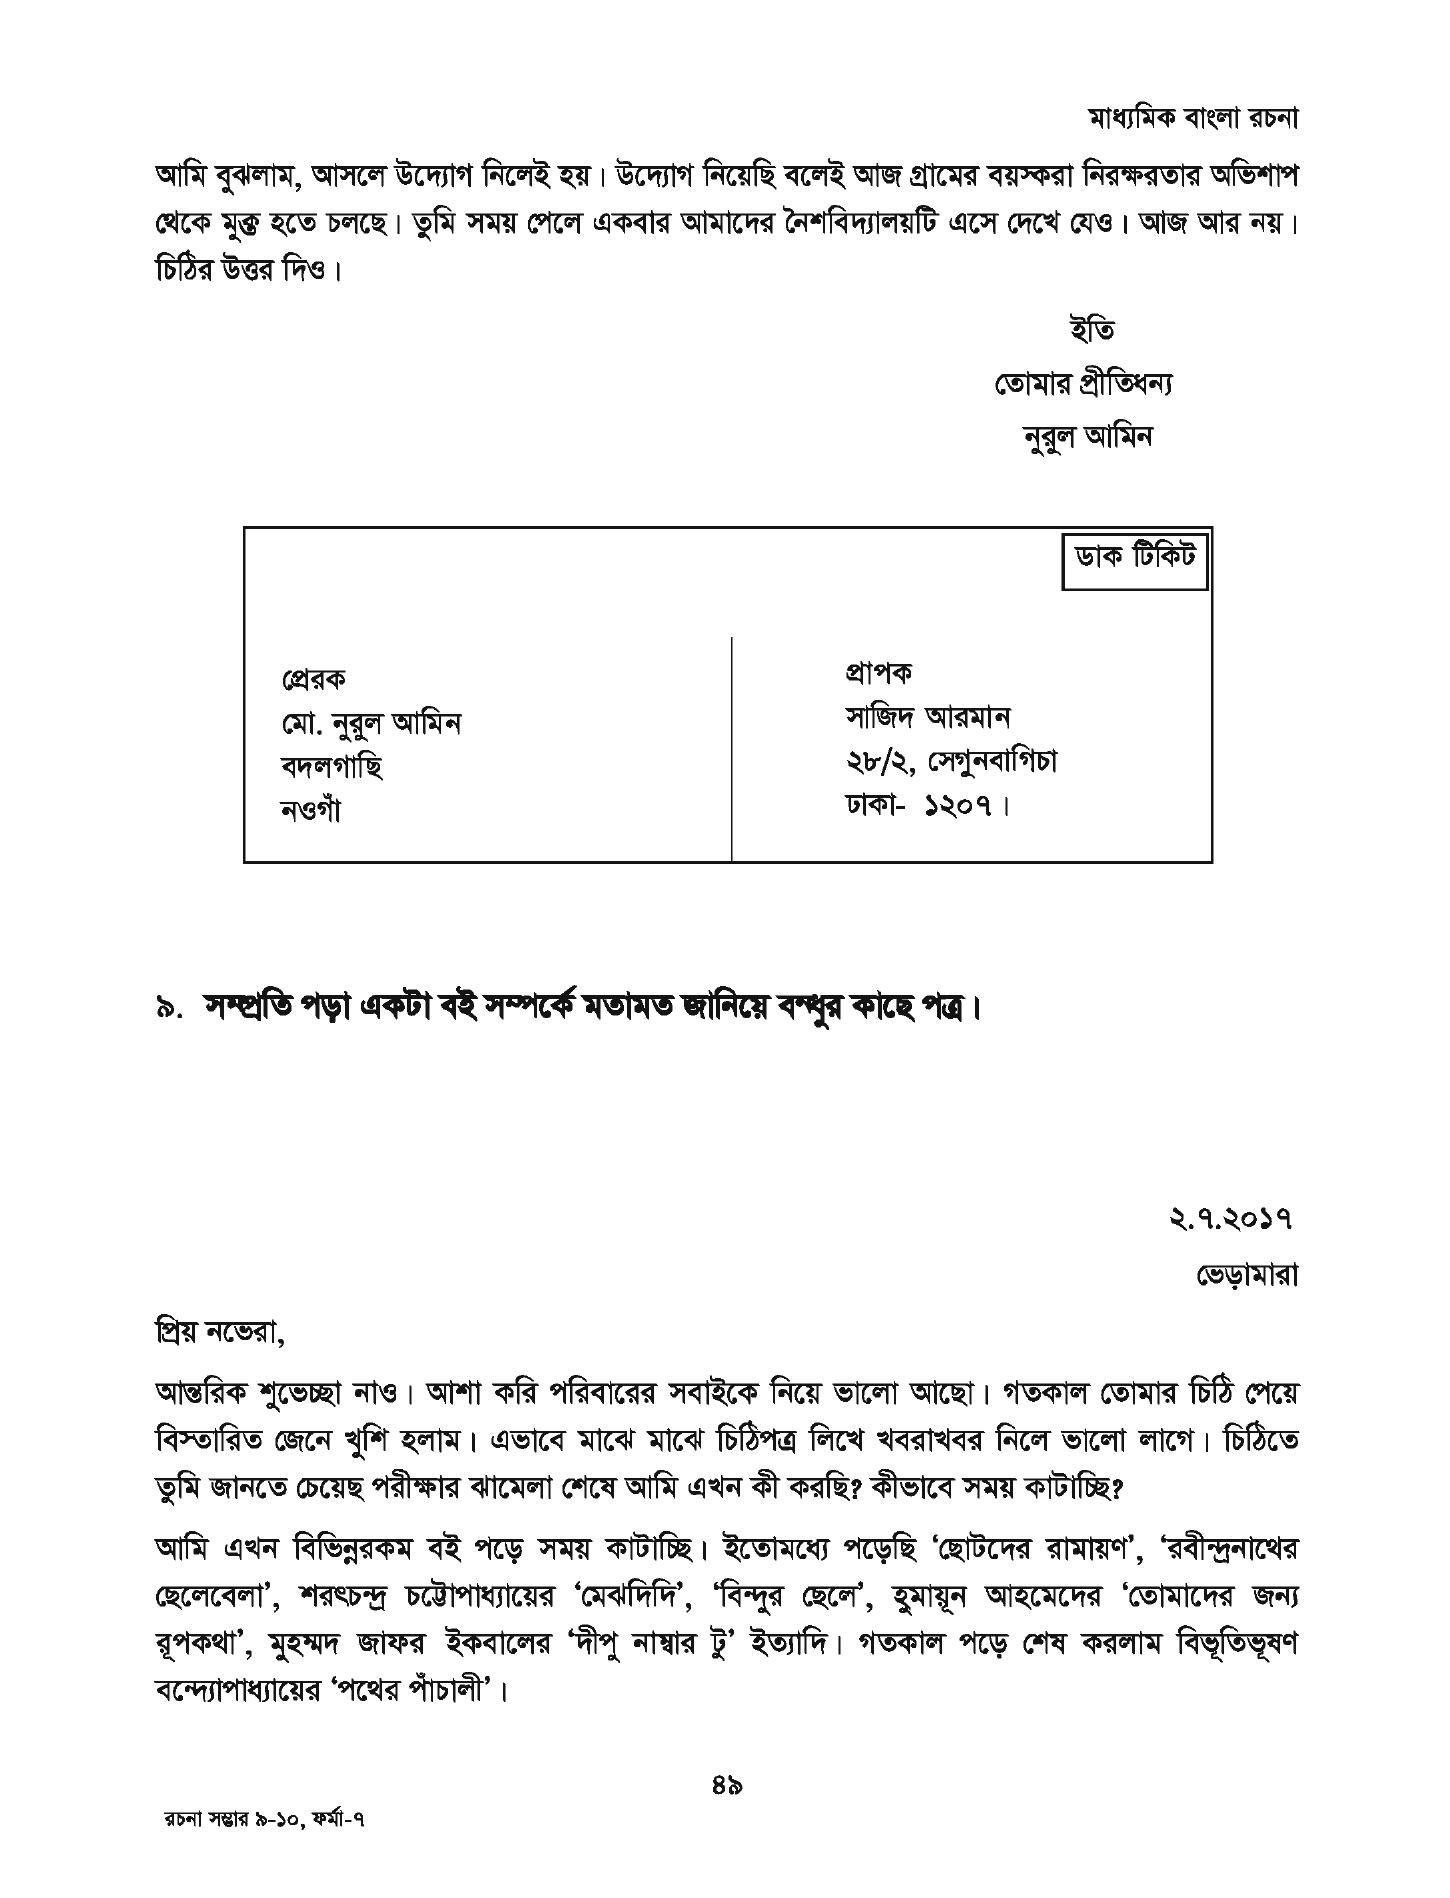 মাধ্যমিক বাংলা রচনা
আমি বুঝলাম, আসলে উদ্যোগ নিলেই হয়। উদ্যোগ নিয়েছি বলেই আজ গ্রামের বয়স্করা নিরক্ষরতার অভিশাপ
থেকে মুক্ত হতে চলছে। তুমি সময় পেলে একবার আমাদের নৈশবিদ্যালয়টি এসে দেখে যেও। আজ আর নয়।
চিঠির উত্তর দিও।
ইতি
তোমার প্রীতিধন্য
নুরুল আমিন
ডাক টিকিট
প্রেরক
মো. নুরুল আমিন
বদলগাছি
নওগাঁ
প্রাপক
সাজিদ আরমান
২৮/২, সেগুনবাগিচা
ঢাকা- ১২০৭।
৯. সম্প্রতি পড়া একটা বই সম্পর্কে মতামত জানিয়ে বন্ধুর কাছে পত্র।
২.৭.২০১৭
ভেড়ামারা
প্রিয় নভেরা,
আন্তরিক শুভেচ্ছা নাও। আশা করি পরিবারের সবাইকে নিয়ে ভালো আছো। গতকাল তোমার চিঠি পেয়ে
বিস্তারিত জেনে খুশি হলাম। এভাবে মাঝে মাঝে চিঠিপত্র লিখে খবরাখবর নিলে ভালো লাগে। চিঠিতে
তুমি জানতে চেয়েছ পরীক্ষার ঝামেলা শেষে আমি এখন কী করছি? কীভাবে সময় কাটাচ্ছি?
আমি এখন বিভিন্নরকম বই পড়ে সময় কাটাচ্ছি। ইতোমধ্যে পড়েছি ‘ছোটদের রামায়ণ’, ‘রবীন্দ্রনাথের
ছেলেবেলা’, শরৎচন্দ্র চট্টোপাধ্যায়ের ‘মেঝদিদি’, ‘বিন্দুর ছেলে’, হুমায়ূন আহমেদের ‘তোমাদের জন্য
রূপকথা’, মুহম্মদ জাফর ইকবালের ‘দীপু নাম্বার টু’ ইত্যাদি। গতকাল পড়ে শেষ করলাম বিভূতিভূষণ
বন্দ্যোপাধ্যায়ের ‘পথের পাঁচালী’।
৪৯
রচনা সম্ভার ৯-১০, ফর্মা-৭